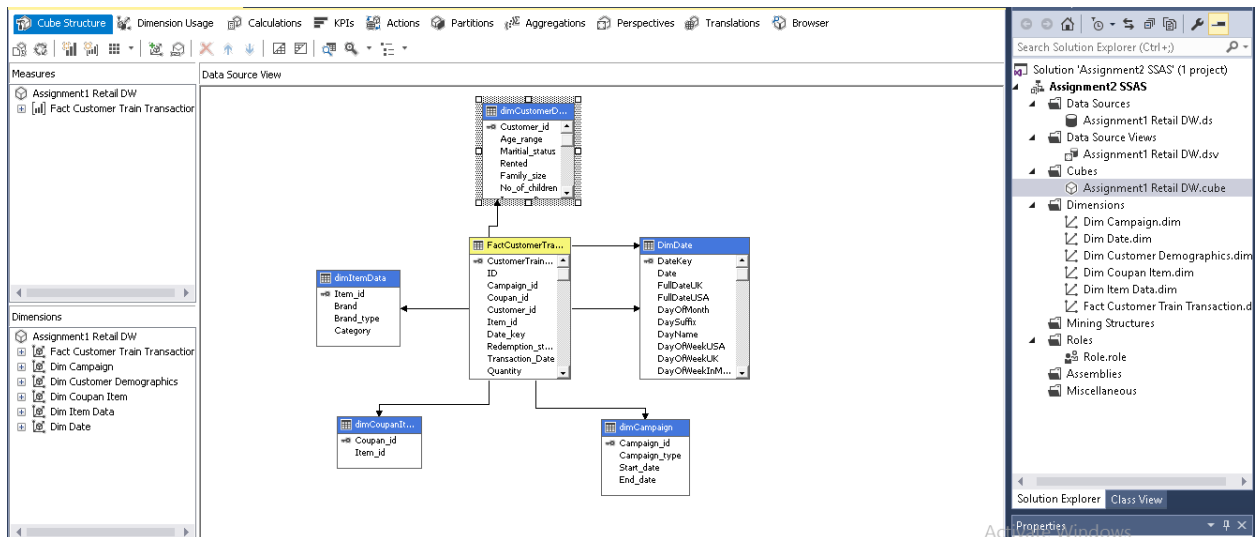 Cube Structure Dimension Usage Calculations KPIs Actions Partitions Aggregations Perspectives Translations Browser
Measures
Assignment1 Retail DW
Fact Customer Train Transaction
Dimensions
Assignment1 Retail DW
Fact Customer Train Transaction
Dim Campaign
Dim Customer Demographics
Dim Coupan Item
Dim Item Data
Dim Date
Data Source View
dimCustomerD...
Customer_id
Age_range
Maritial_status
Rented
Family_size
No_of_children
FactCustomerTra...
CustomerTrain...
ID
Campaign_id
Coupan_id
Customer_id
Item_id
Date_key
Redemption_st...
Transaction_Date
Quantity
DimDate
DateKey
Date
FullDateUK
FullDateUSA
DayOfMonth
DaySuffix
DayName
DayOfWeekUSA
DayOfWeekUK
DayOfWeekInM...
dimItemData
Item_id
Brand
Brand_type
Category
dimCoupanIt...
Coupan_id
Item_id
dimCampaign
Campaign_id
Campaign_type
Start_date
End_date
Search Solution Explorer (Ctrl+;)
Solution 'Assignment2 SSAS' (1 project)
Assignment2 SSAS
Data Sources
Assignment1 Retail DW.ds
Data Source Views
Assignment1 Retail DW.dsv
Cubes
Assignment1 Retail DW.cube
Dimensions
Dim Campaign.dim
Dim Date.dim
Dim Customer Demographics.dim
Dim Coupan Item.dim
Dim Item Data.dim
Fact Customer Train Transaction.d
Mining Structures
Roles
Role.role
Assemblies
Miscellaneous
Solution Explorer Class View
Properties